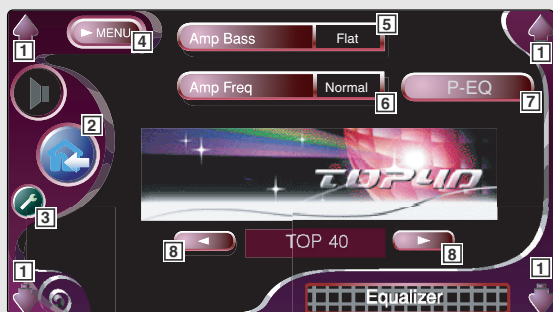 1
► MENU
4
Amp Bass
Flat
5
1
Amp Freq
Normal
6
P-EQ
7
2
TOP40
3
8
◄
TOP 40
►
8
1
Equalizer
1